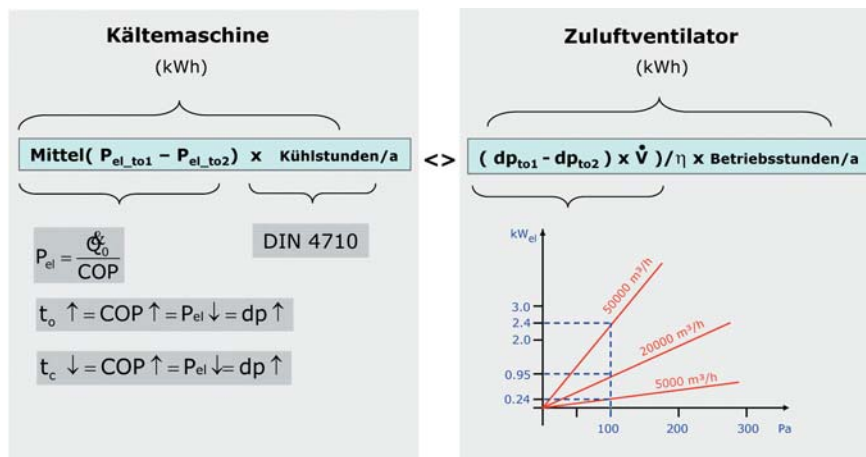 Kältemaschine
(kWh)
Mittel( P_el_to1 – P_el_to2) x Kühlstunden/a
P_el = Q̇_0 / COP
DIN 4710
t_o ↑ = COP ↑ = P_el ↓ = dp ↑
t_c ↓ = COP ↑ = P_el ↓ = dp ↑
<>
Zuluftventilator
(kWh)
( dp_to1 - dp_to2 ) x V̇ )/η x Betriebsstunden/a
kW_el
3.0
2.4
2.0
0.95
0.24
50000 m³/h
20000 m³/h
5000 m³/h
100
200
300
Pa